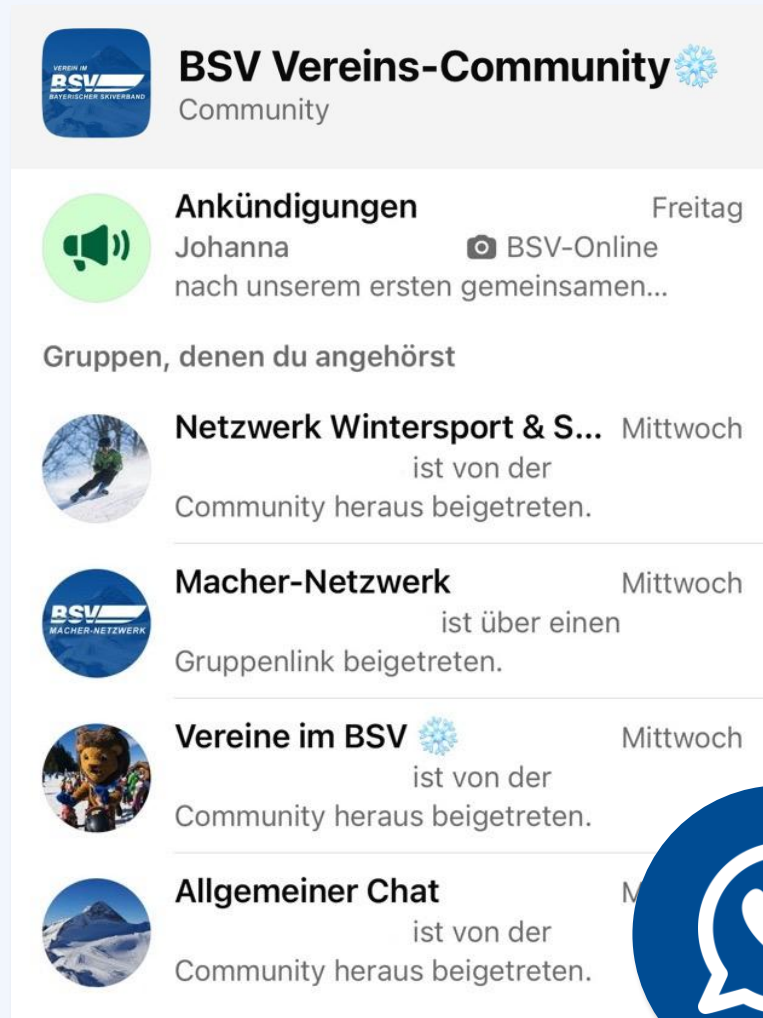 VEREIN IM
BSV
BAYERISCHER SKIVERBAND
BSV Vereins-Community
Community
Ankündigungen Freitag
Johanna BSV-Online
nach unserem ersten gemeinsamen...
Gruppen, denen du angehörst
Netzwerk Wintersport & S... Mittwoch
ist von der
Community heraus beigetreten.
BSV
MACHER-NETZWERK
Macher-Netzwerk Mittwoch
ist über einen
Gruppenlink beigetreten.
Vereine im BSV Mittwoch
ist von der
Community heraus beigetreten.
Allgemeiner Chat M
ist von der
Community heraus beigetreten.